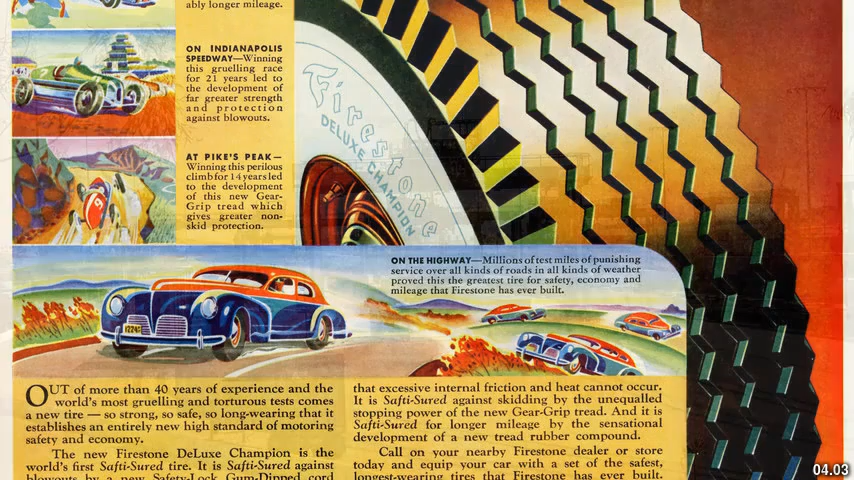 ably longer mileage.
ON INDIANAPOLIS
SPEEDWAY—Winning
this gruelling race
for 21 years led to
the development of
far greater strength
and protection
against blowouts.
AT PIKE'S PEAK—
Winning this perilous
climb for 14 years led
to the development
of this new Gear-
Grip tread which
gives greater non-
skid protection.
Firestone
DELUXE CHAMPION
ON THE HIGHWAY—Millions of test miles of punishing
service over all kinds of roads in all kinds of weather
proved this the greatest tire for safety, economy and
mileage that Firestone has ever built.
OUT of more than 40 years of experience and the
world's most gruelling and torturous tests comes
a new tire — so strong, so safe, so long-wearing that it
establishes an entirely new high standard of motoring
safety and economy.
The new Firestone DeLuxe Champion is the
world's first Safti-Sured tire. It is Safti-Sured against
blowouts by a new Safety-Lock Gum-Dipped cord
that excessive internal friction and heat cannot occur.
It is Safti-Sured against skidding by the unequalled
stopping power of the new Gear-Grip tread. And it is
Safti-Sured for longer mileage by the sensational
development of a new tread rubber compound.
Call on your nearby Firestone dealer or store
today and equip your car with a set of the safest,
longest-wearing tires that Firestone has ever built.
04.03